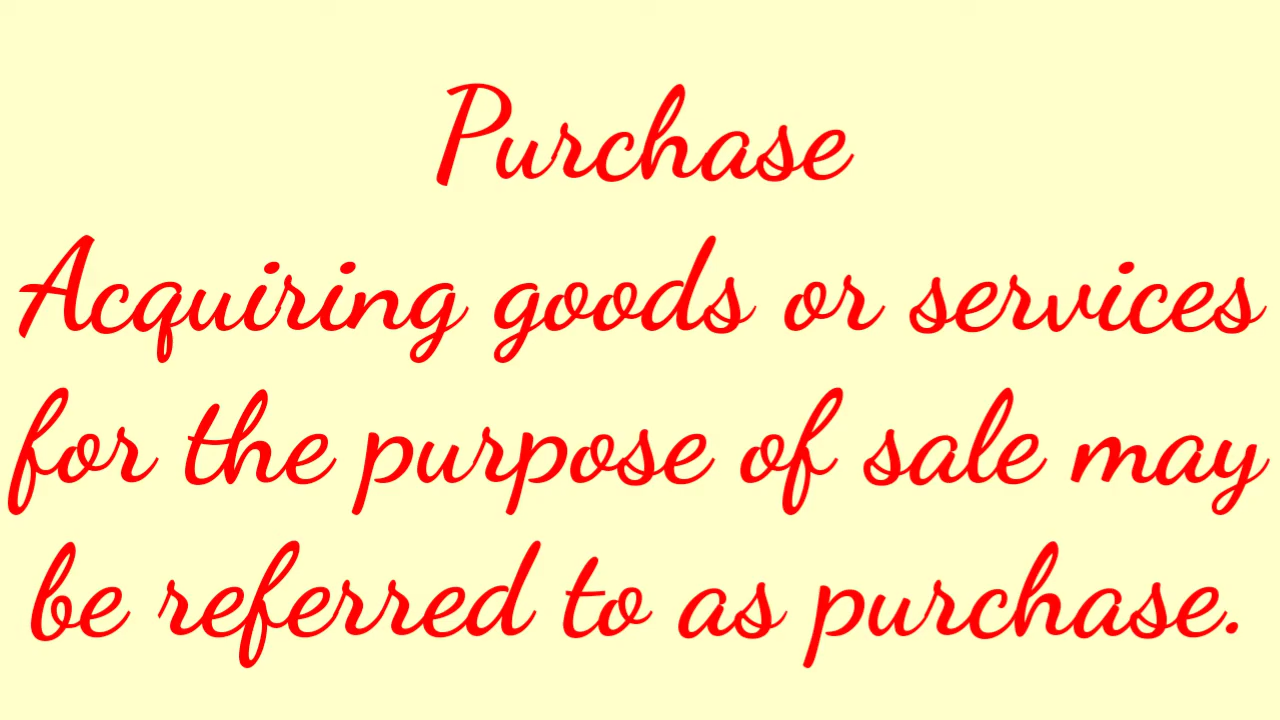 Purchase
Acquiring goods or services
for the purpose of sale may
be referred to as purchase.